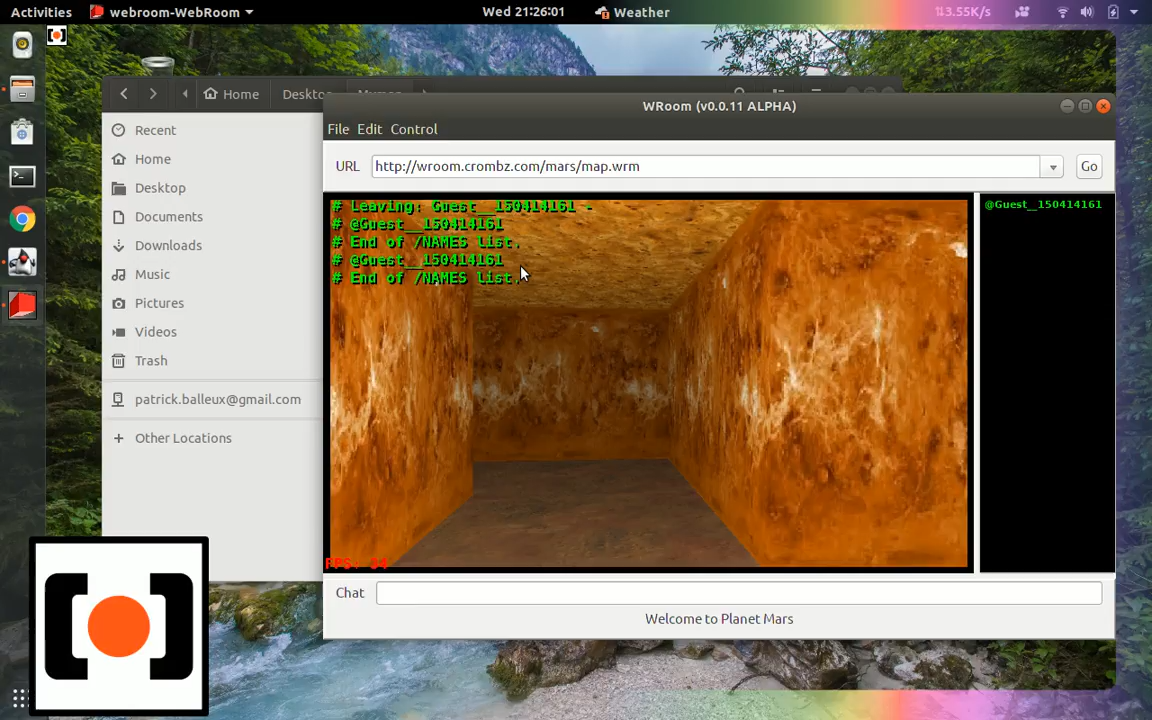 Activities
webroom-WebRoom
Wed 21:26:01
Weather
3.55K/s
Home
Desktop
WRoom (v0.0.11 ALPHA)
File Edit Control
URL http://wroom.crombz.com/mars/map.wrm Go
Recent
Home
Desktop
Documents
Downloads
Music
Pictures
Videos
Trash
patrick.balleux@gmail.com
Other Locations
# Leaving: Guest__150414161 -
# @Guest__150414161
# End of /NAMES list.
# @Guest__150414161
# End of /NAMES list.
@Guest__150414161
FPS: 34
Chat
Welcome to Planet Mars